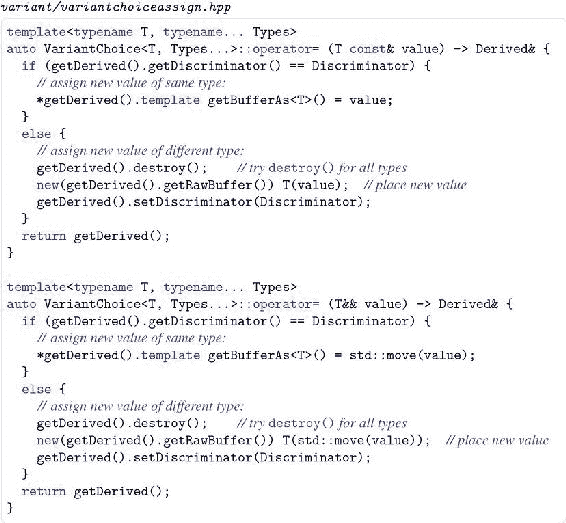 variant/variantchoiceassign.hpp
template<typename T, typename... Types>
auto VariantChoice<T, Types...>::operator= (T const& value) -> Derived& {
  if (getDerived().getDiscriminator() == Discriminator) {
    // assign new value of same type:
    *getDerived().template getBufferAs<T>() = value;
  }
  else {
    // assign new value of different type:
    getDerived().destroy();    // try destroy() for all types
    new(getDerived().getRawBuffer()) T(value);  // place new value
    getDerived().setDiscriminator(Discriminator);
  }
  return getDerived();
}
template<typename T, typename... Types>
auto VariantChoice<T, Types...>::operator= (T&& value) -> Derived& {
  if (getDerived().getDiscriminator() == Discriminator) {
    // assign new value of same type:
    *getDerived().template getBufferAs<T>() = std::move(value);
  }
  else {
    // assign new value of different type:
    getDerived().destroy();    // try destroy() for all types
    new(getDerived().getRawBuffer()) T(std::move(value));  // place new value
    getDerived().setDiscriminator(Discriminator);
  }
  return getDerived();
}